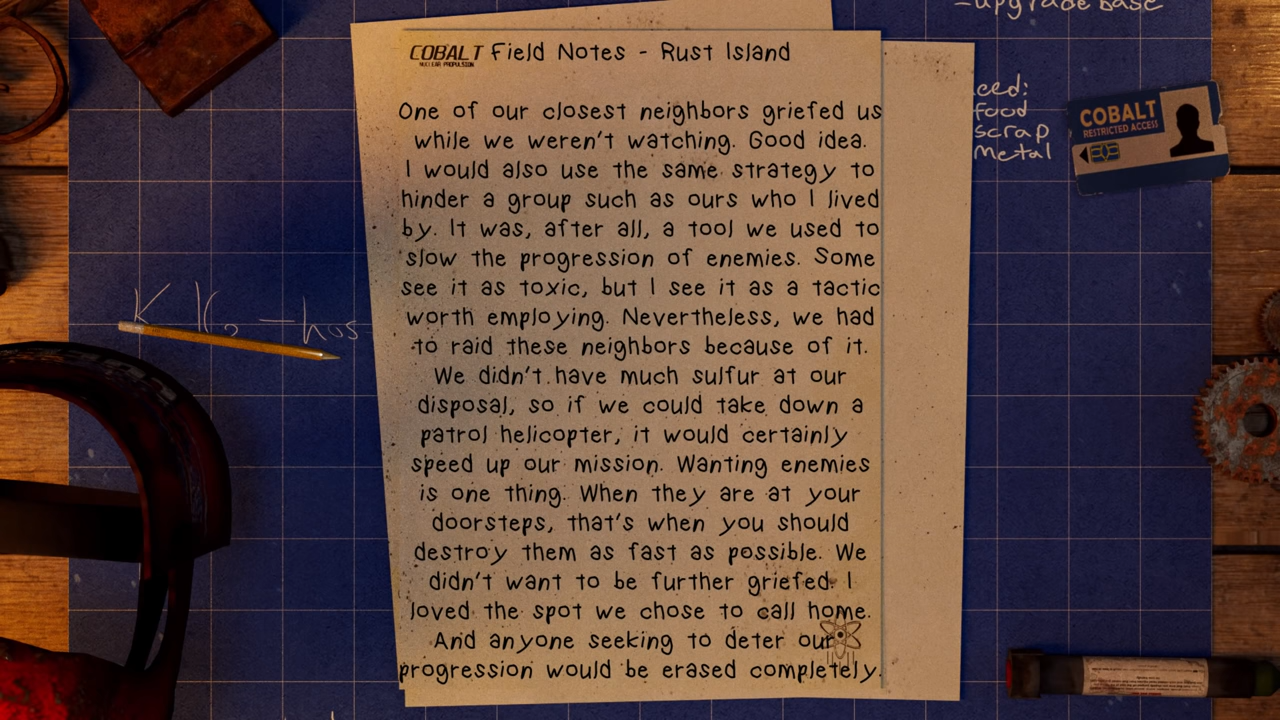 -upgrade base
COBALT Field Notes - Rust Island
NUCLEAR PROPULSION
One of our closest neighbors griefed us
while we weren't watching. Good idea.
I would also use the same strategy to
hinder a group such as ours who I lived
by. It was, after all, a tool we used to
slow the progression of enemies. Some
see it as toxic, but I see it as a tactic
worth employing. Nevertheless, we had
to raid these neighbors because of it.
We didn't have much sulfur at our
disposal, so if we could take down a
patrol helicopter, it would certainly
speed up our mission. Wanting enemies
is one thing. When they are at your
doorsteps, that's when you should
destroy them as fast as possible. We
didn't want to be further griefed. I
loved the spot we chose to call home.
And anyone seeking to deter our
progression would be erased completely.
food
scrap
Metal
COBALT
RESTRICTED ACCESS
-hos